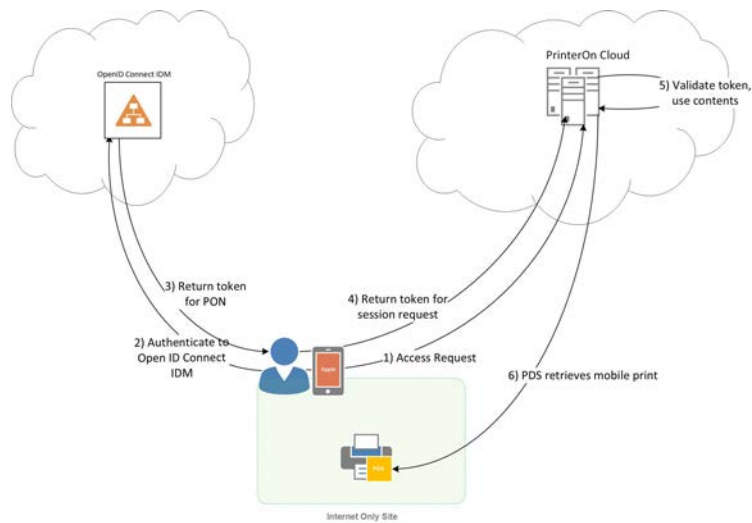 OpenID Connect IDM
PrinterOn Cloud
5) Validate token,
use contents
3) Return token
for PON
4) Return token for
session request
2) Authenticate to
Open ID Connect
IDM
1) Access Request
Apple
6) PDS retrieves mobile print
PDS
Internet Only Site